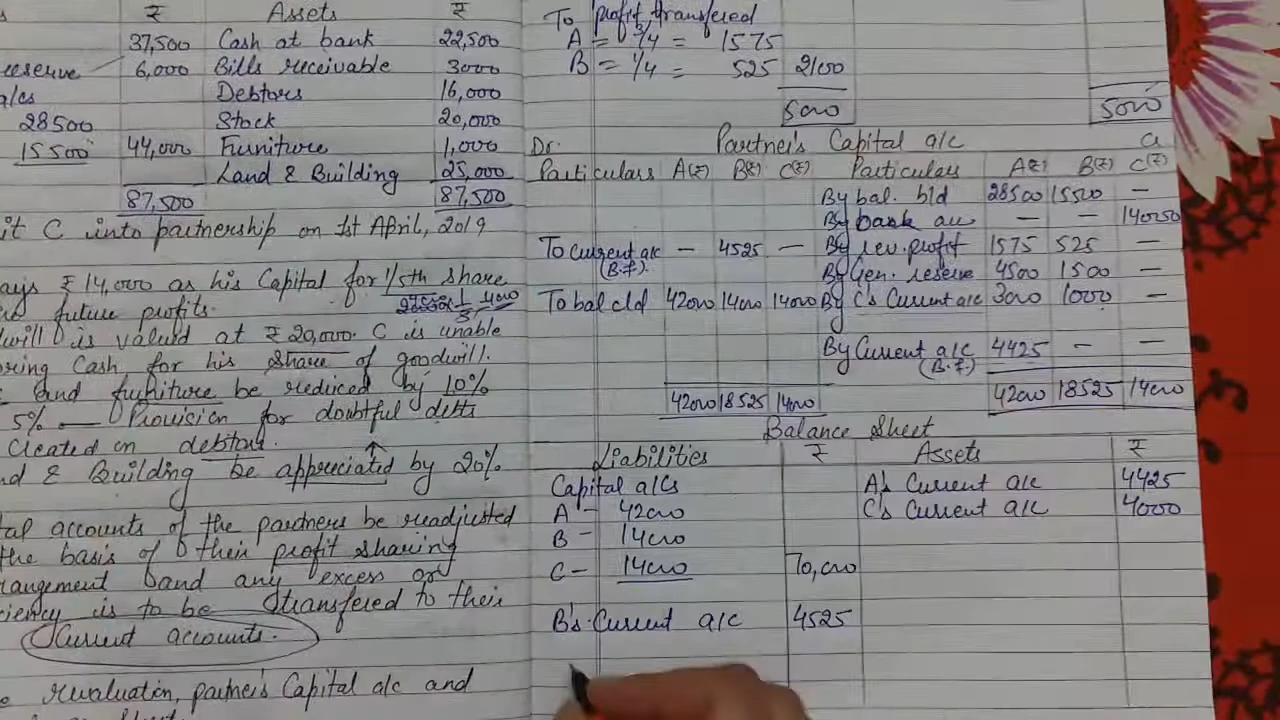 ₹ Assets ₹
37,500 Cash at bank 22,500
reserve 6,000 Bills receivable 3000
a/cs Debtors 16,000
28500 Stock 20,000
15500 44,000 Furniture 1,000
Land & Building 25,000
87,500 87,500
it C into partnership on 1st April, 2019
ays ₹14,000 as his Capital for 1/5th share
future profits.
will is valued at ₹20,000. C is unable
bring Cash, for his share of goodwill.
and furniture be reduced by 10%
5% Provision for doubtful debts
created on debtors.
nd & Building be appreciated by 20%
tal accounts of the partners be readjusted
the basis of their profit sharing
rangement and any excess or
ciency is to be transfered to their
Current accounts.
revaluation, partner's Capital a/c and
To profit transfered
A = 3/4 = 1575
B = 1/4 = 525 2100
5000 5000
Dr. Partner's Capital a/c
Particulars A(₹) B(₹) C(₹) Particulars A(₹) B(₹) C(₹)
By bal. b/d 28500 15500 —
By bank a/c — —
To Current a/c — 4525 — By rev. profit 1575 525 —
(B.f). By Gen. reserve 4500 1500 —
To bal c/d 42000 14000 14000 By C's Current a/c 3000 1000 —
By Current a/c 4425 — —
(B.f)
42000 18525 14000 42000 18525 14000
Balance Sheet
Liabilities ₹ Assets ₹
Capital a/cs A's Current a/c 4425
A - 42000 C's Current a/c 4000
B - 14000
C - 14000 70,000
B's Current a/c 4525